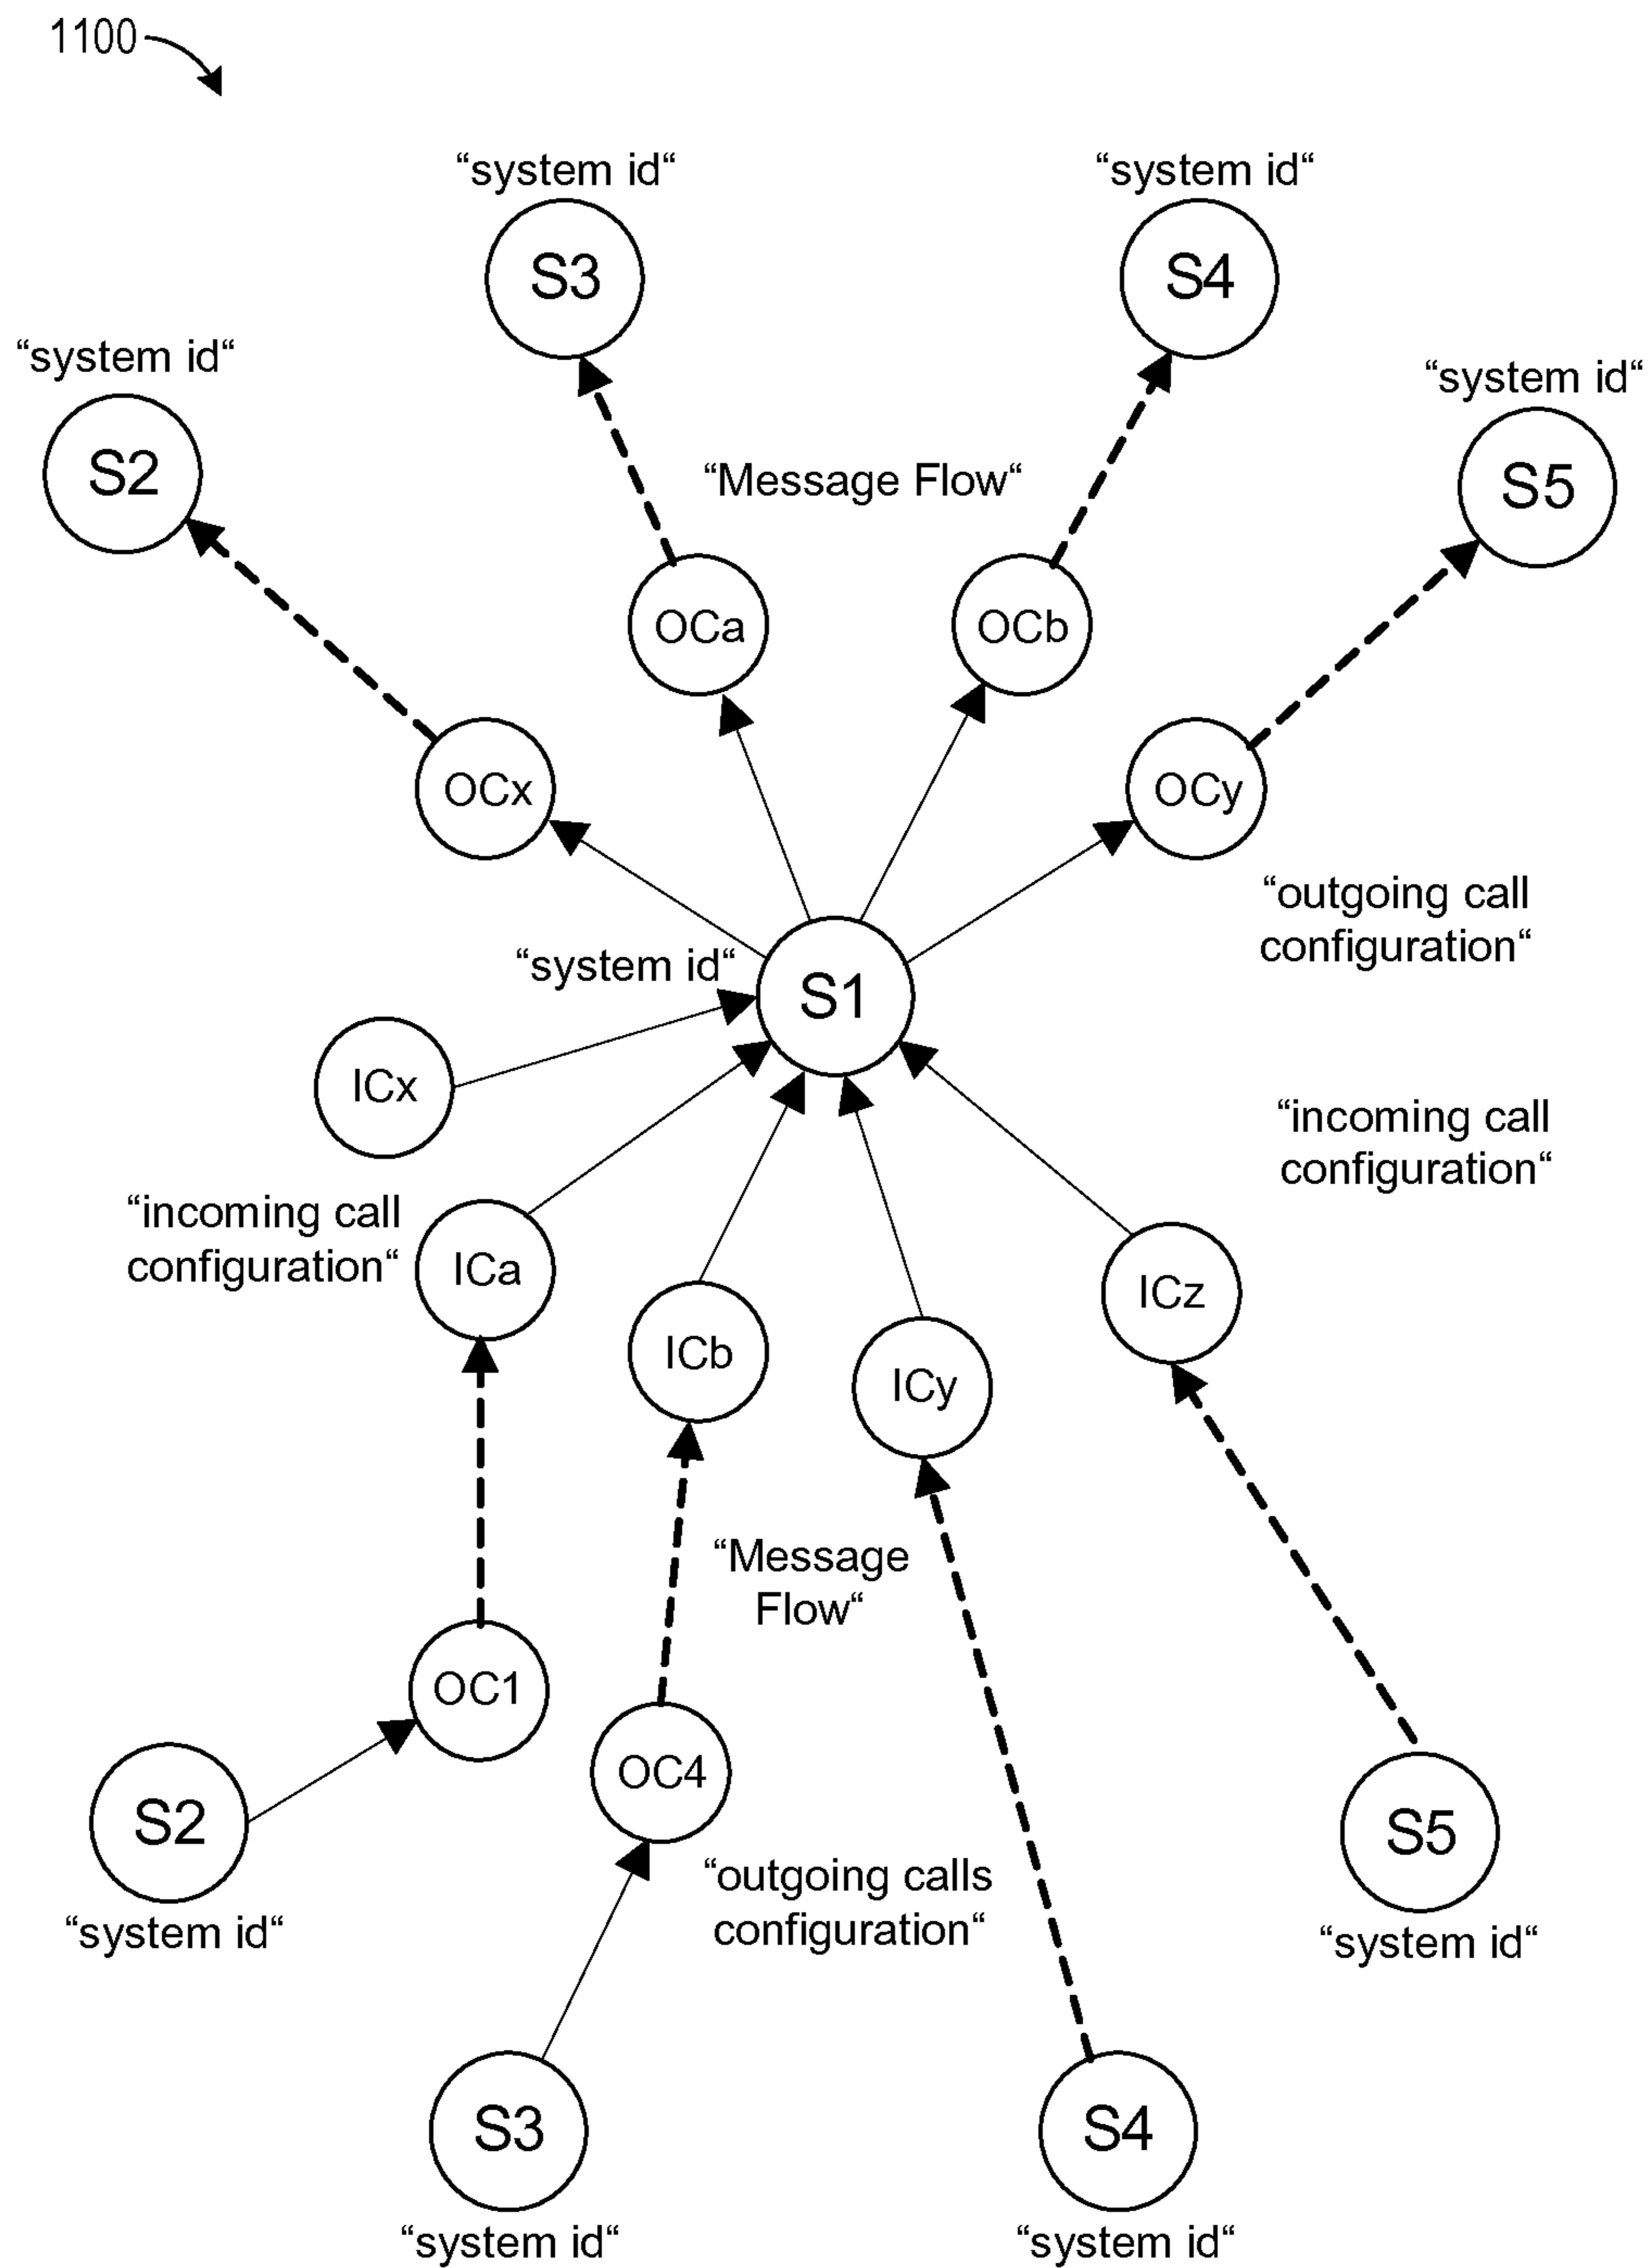 1100
“system id“
“system id“
S3
S4
“system id“
“system id“
S2
“Message Flow“
S5
OCa
OCb
OCx
OCy
“outgoing call
configuration“
“system id“
S1
ICx
“incoming call
configuration“
“incoming call
configuration“
ICa
ICz
ICb
ICy
“Message
Flow“
OC1
OC4
S2
S5
“outgoing calls
configuration“
“system id“
“system id“
S3
S4
“system id“
“system id“